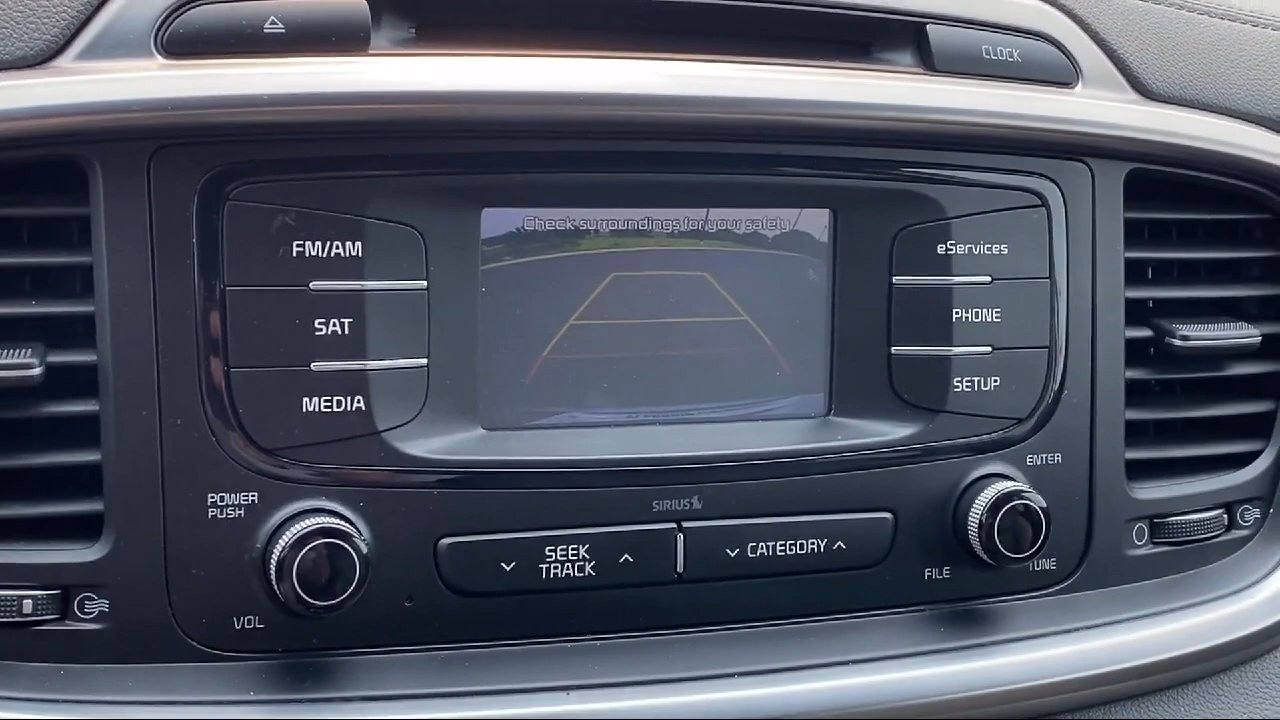 CLOCK
Check surroundings for your safety
FM/AM
eServices
SAT
PHONE
MEDIA
SETUP
ENTER
POWER
PUSH
SIRIUS
SEEK
TRACK
CATEGORY
FILE
TUNE
VOL